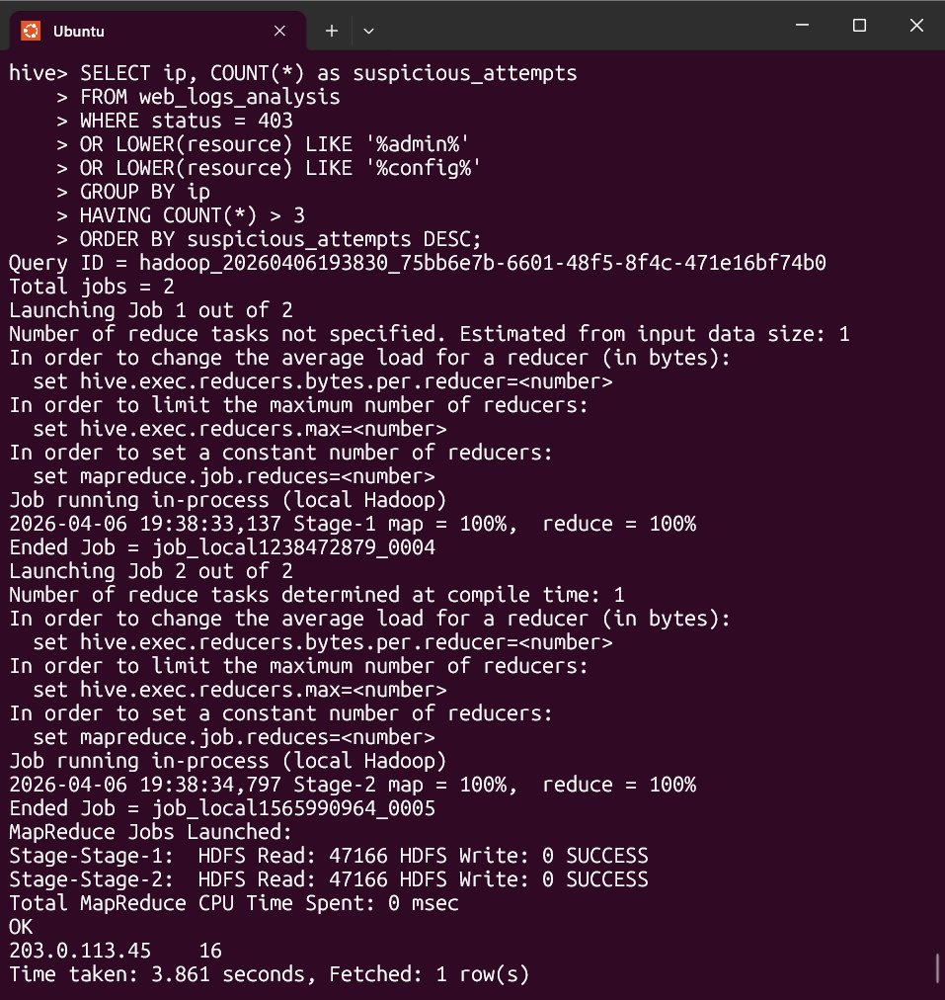 Ubuntu
hive> SELECT ip, COUNT(*) as suspicious_attempts
    > FROM web_logs_analysis
    > WHERE status = 403
    > OR LOWER(resource) LIKE '%admin%'
    > OR LOWER(resource) LIKE '%config%'
    > GROUP BY ip
    > HAVING COUNT(*) > 3
    > ORDER BY suspicious_attempts DESC;
Query ID = hadoop_20260406193830_75bb6e7b-6601-48f5-8f4c-471e16bf74b0
Total jobs = 2
Launching Job 1 out of 2
Number of reduce tasks not specified. Estimated from input data size: 1
In order to change the average load for a reducer (in bytes):
  set hive.exec.reducers.bytes.per.reducer=<number>
In order to limit the maximum number of reducers:
  set hive.exec.reducers.max=<number>
In order to set a constant number of reducers:
  set mapreduce.job.reduces=<number>
Job running in-process (local Hadoop)
2026-04-06 19:38:33,137 Stage-1 map = 100%,  reduce = 100%
Ended Job = job_local1238472879_0004
Launching Job 2 out of 2
Number of reduce tasks determined at compile time: 1
In order to change the average load for a reducer (in bytes):
  set hive.exec.reducers.bytes.per.reducer=<number>
In order to limit the maximum number of reducers:
  set hive.exec.reducers.max=<number>
In order to set a constant number of reducers:
  set mapreduce.job.reduces=<number>
Job running in-process (local Hadoop)
2026-04-06 19:38:34,797 Stage-2 map = 100%,  reduce = 100%
Ended Job = job_local1565990964_0005
MapReduce Jobs Launched:
Stage-Stage-1:  HDFS Read: 47166 HDFS Write: 0 SUCCESS
Stage-Stage-2:  HDFS Read: 47166 HDFS Write: 0 SUCCESS
Total MapReduce CPU Time Spent: 0 msec
OK
203.0.113.45    16
Time taken: 3.861 seconds, Fetched: 1 row(s)